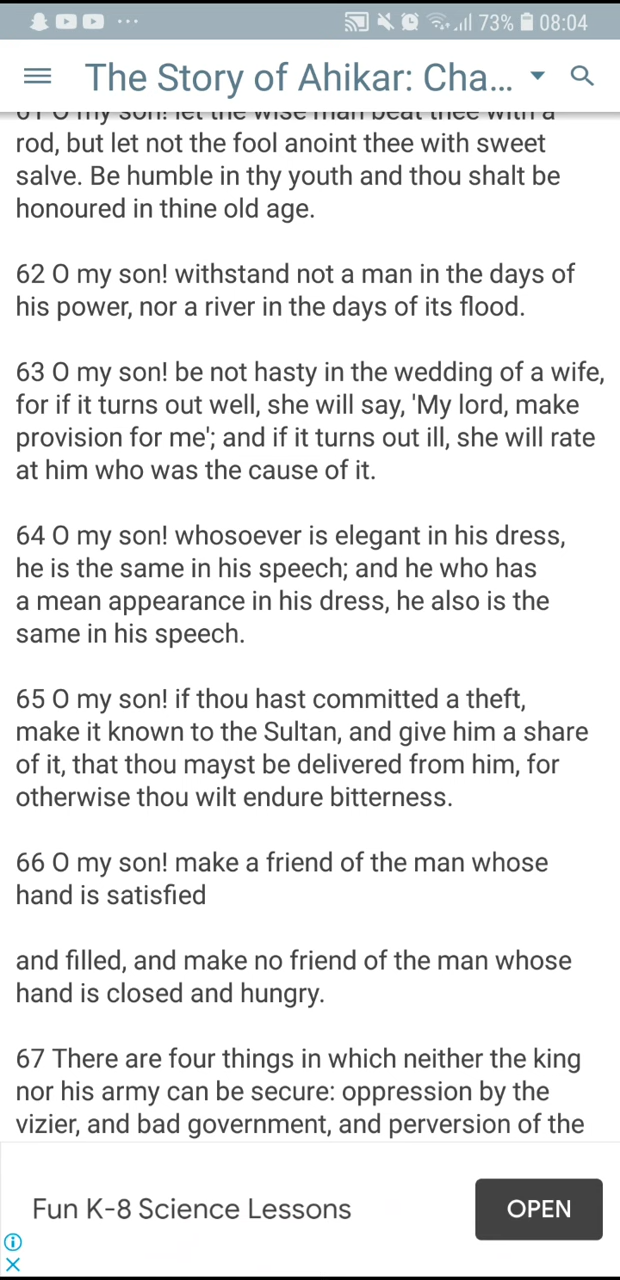 73% 08:04
The Story of Ahikar: Cha...
61 O my son! let the wise man beat thee with a
rod, but let not the fool anoint thee with sweet
salve. Be humble in thy youth and thou shalt be
honoured in thine old age.
62 O my son! withstand not a man in the days of
his power, nor a river in the days of its flood.
63 O my son! be not hasty in the wedding of a wife,
for if it turns out well, she will say, 'My lord, make
provision for me'; and if it turns out ill, she will rate
at him who was the cause of it.
64 O my son! whosoever is elegant in his dress,
he is the same in his speech; and he who has
a mean appearance in his dress, he also is the
same in his speech.
65 O my son! if thou hast committed a theft,
make it known to the Sultan, and give him a share
of it, that thou mayst be delivered from him, for
otherwise thou wilt endure bitterness.
66 O my son! make a friend of the man whose
hand is satisfied
and filled, and make no friend of the man whose
hand is closed and hungry.
67 There are four things in which neither the king
nor his army can be secure: oppression by the
vizier, and bad government, and perversion of the
Fun K-8 Science Lessons
OPEN